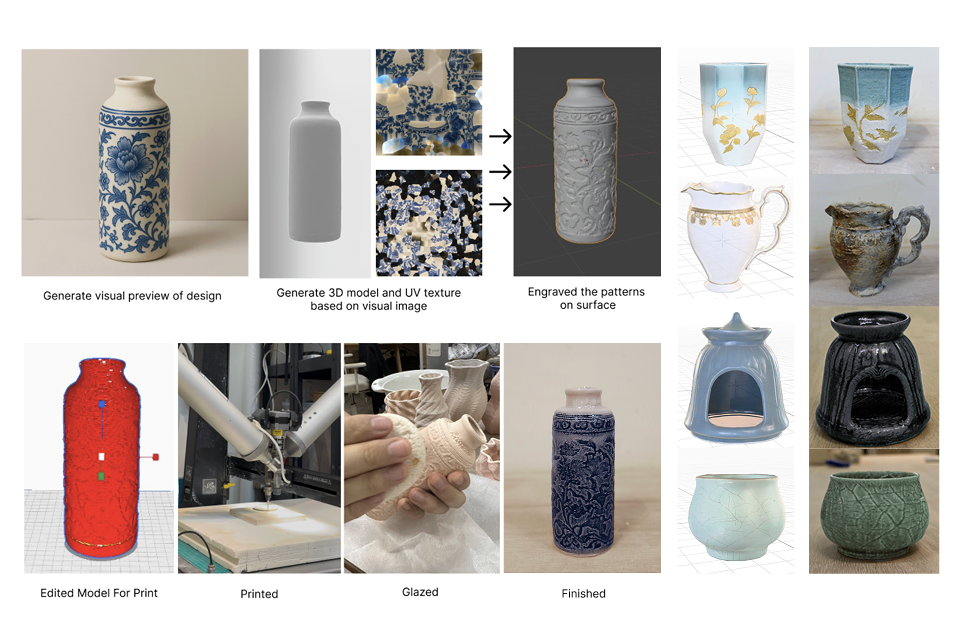 Generate visual preview of design
Generate 3D model and UV texture
based on visual image
Engraved the patterns
on surface
Edited Model For Print
Printed
Glazed
Finished